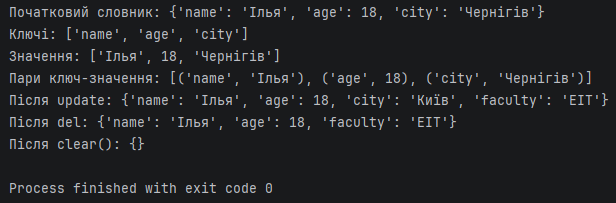 Початковий словник: {'name': 'Ілья', 'age': 18, 'city': 'Чернігів'}
Ключі: ['name', 'age', 'city']
Значення: ['Ілья', 18, 'Чернігів']
Пари ключ-значення: [('name', 'Ілья'), ('age', 18), ('city', 'Чернігів')]
Після update: {'name': 'Ілья', 'age': 18, 'city': 'Київ', 'faculty': 'ЕІТ'}
Після del: {'name': 'Ілья', 'age': 18, 'faculty': 'ЕІТ'}
Після clear(): {}
Process finished with exit code 0